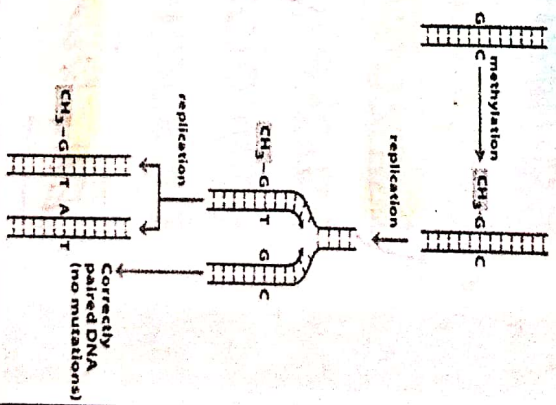 methylation
G C CH₃-G C
replication
CH₃-G T G C
replication
Correctly
paired DNA
(no mutations)
CH₃-G T A T